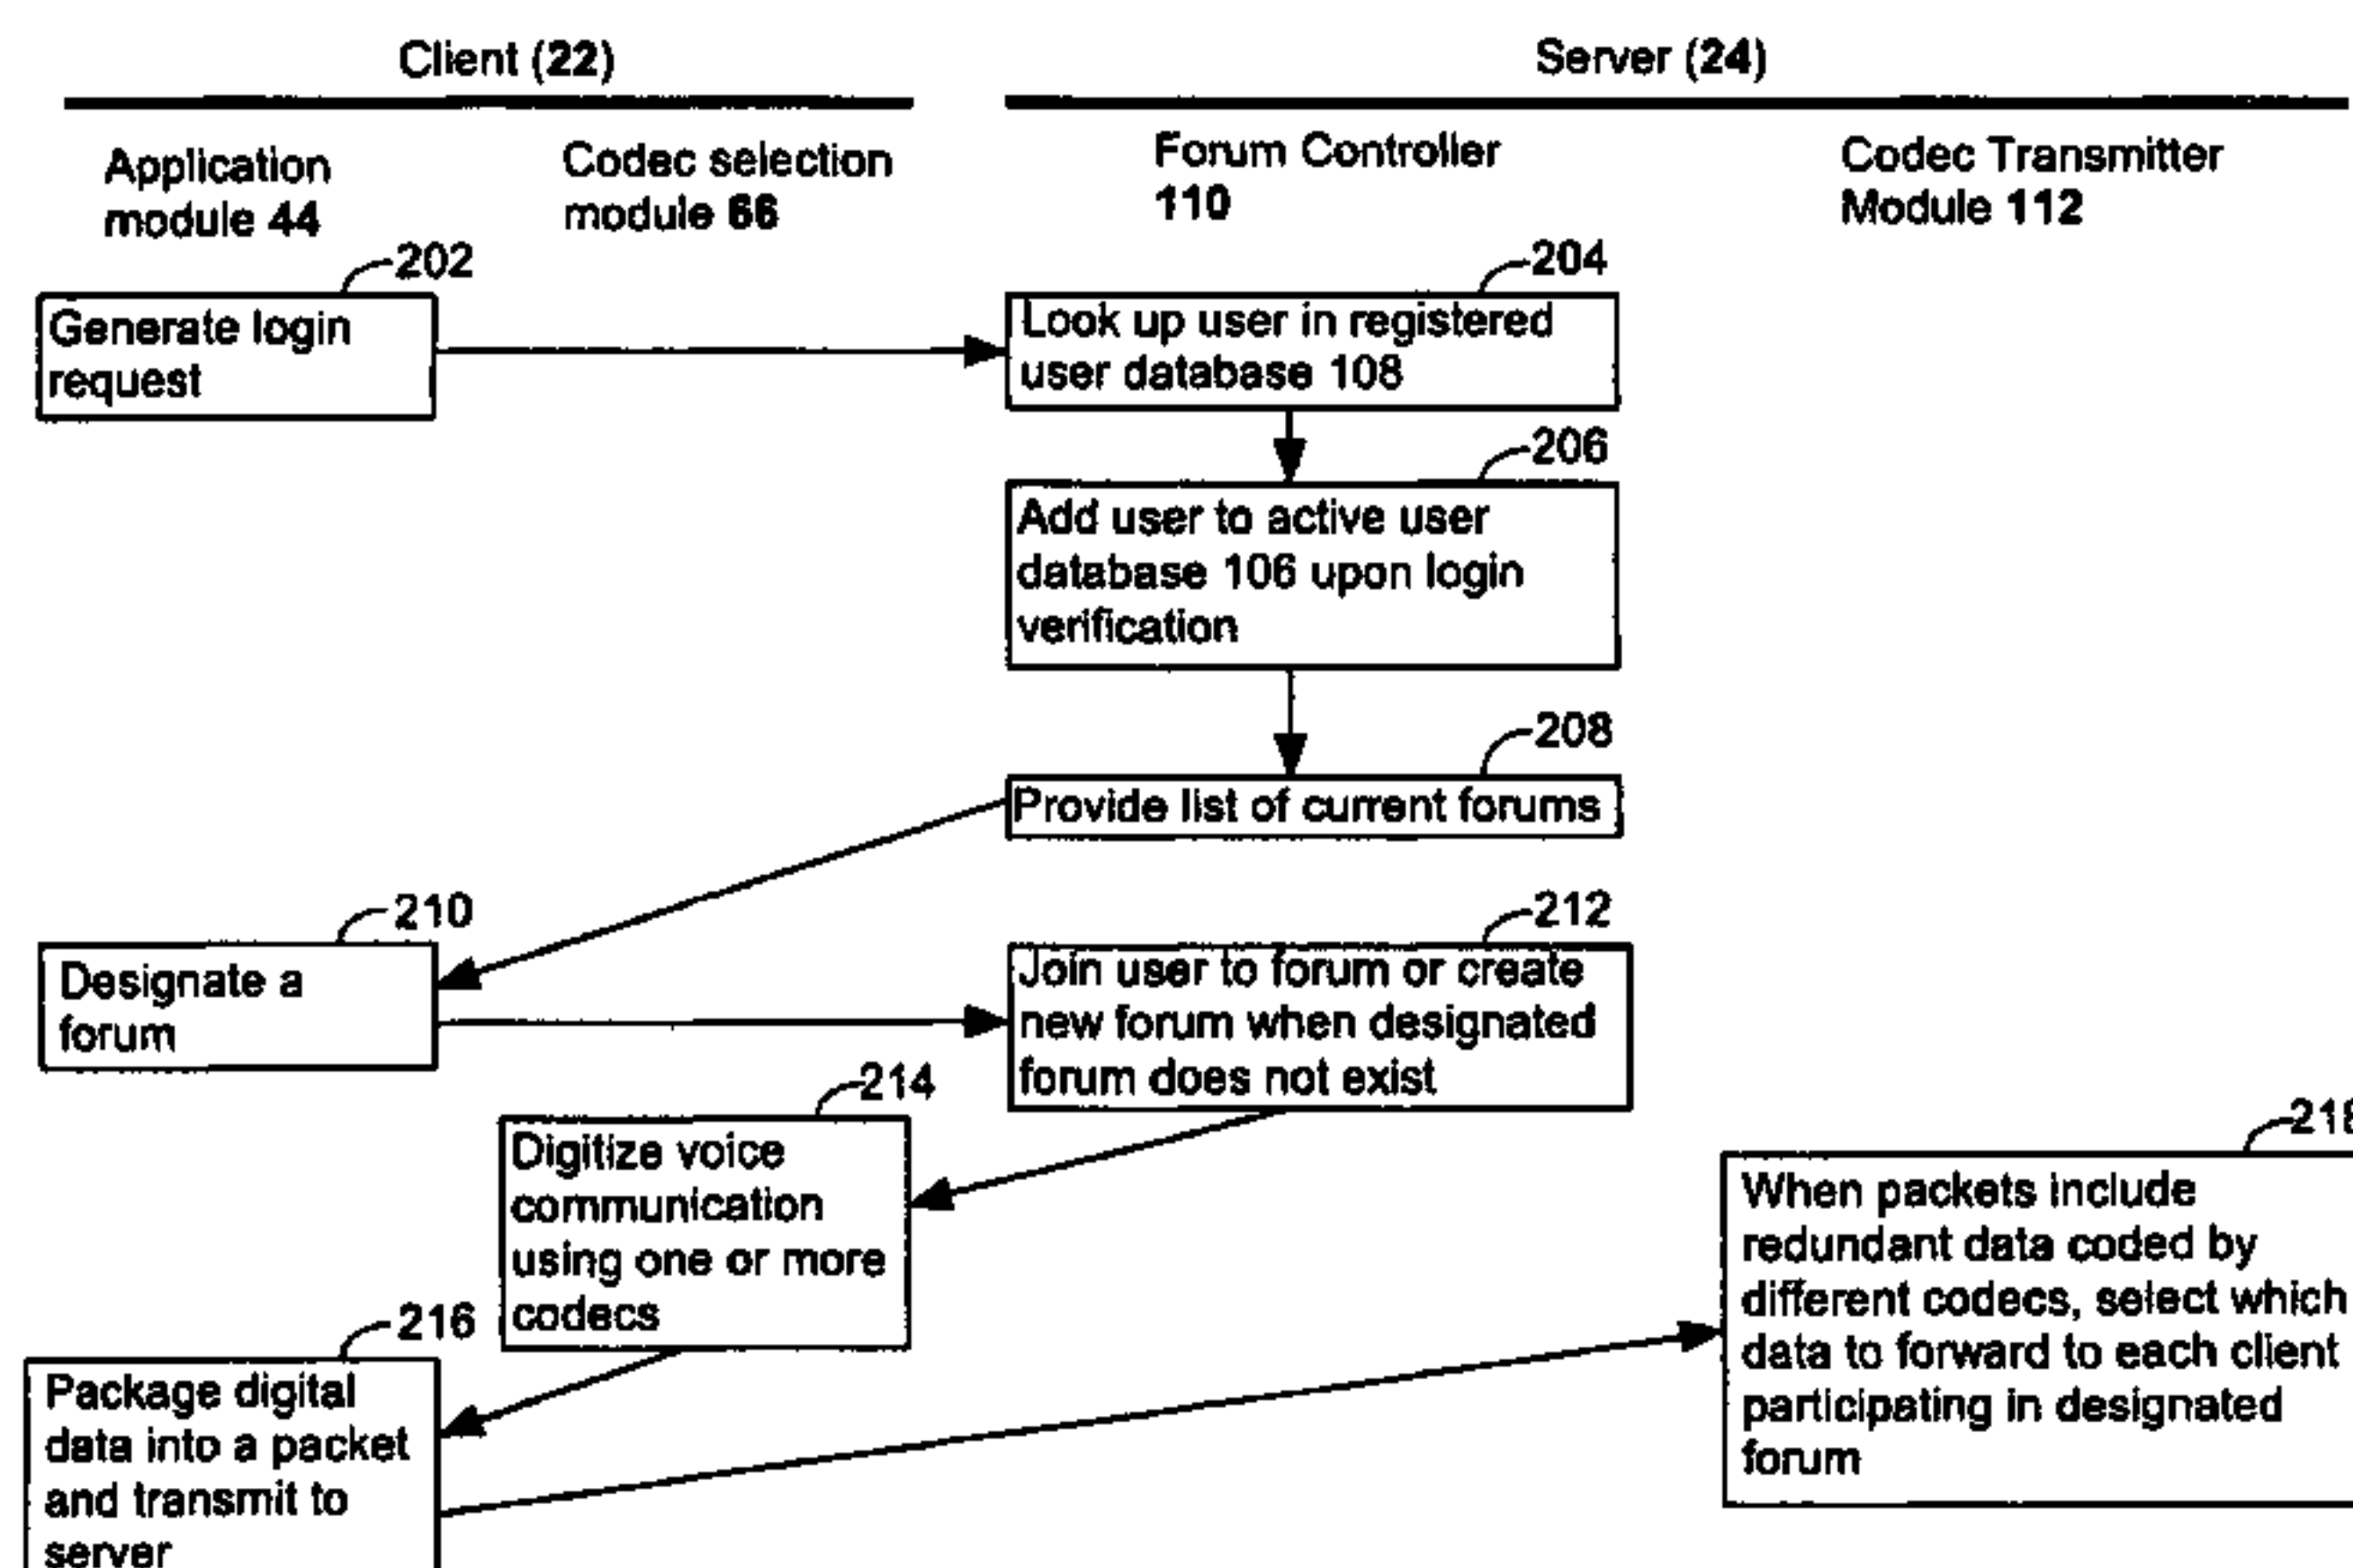 Client (22)
Server (24)
Application
module 44
Codec selection
module 66
Forum Controller
110
Codec Transmitter
Module 112
202
Generate login
request
204
Look up user in registered
user database 108
206
Add user to active user
database 106 upon login
verification
208
Provide list of current forums
210
Designate a
forum
212
Join user to forum or create
new forum when designated
forum does not exist
214
Digitize voice
communication
using one or more
codecs
216
Package digital
data into a packet
and transmit to
server
When packets include
redundant data coded by
different codecs, select which
data to forward to each client
participating in designated
forum